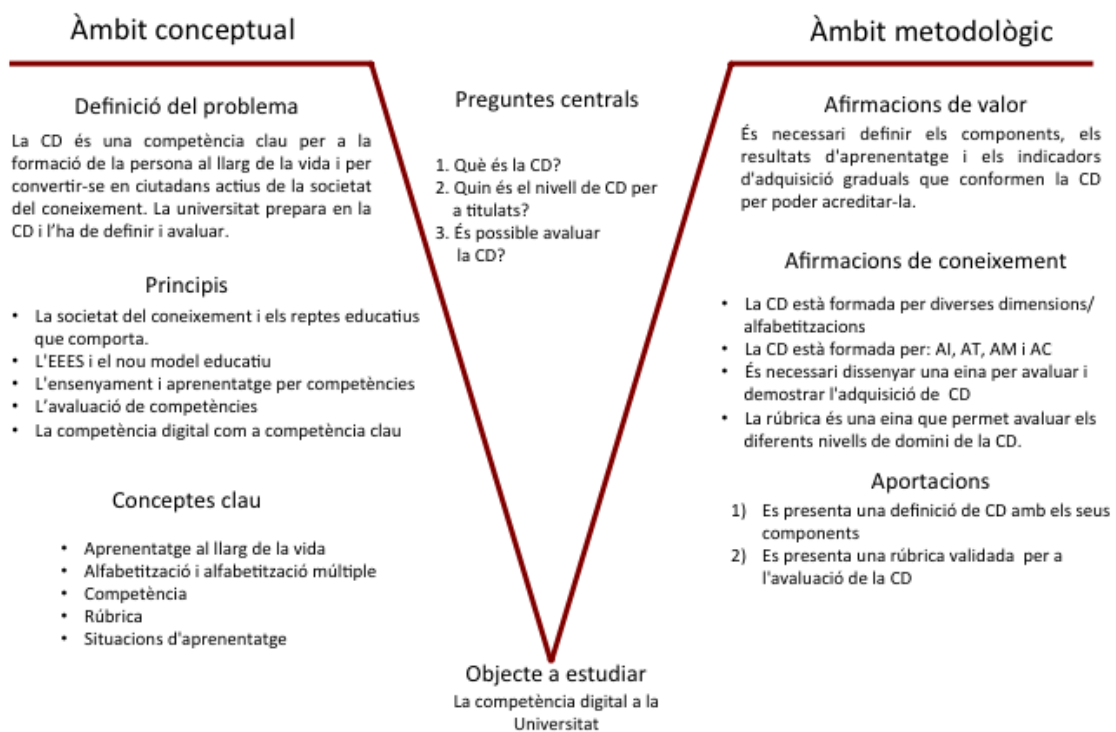 Àmbit conceptual
Definició del problema
La CD és una competència clau per a la
formació de la persona al llarg de la vida i per
convertir-se en ciutadans actius de la societat
del coneixement. La universitat prepara en la
CD i l'ha de definir i avaluar.
Principis
• La societat del coneixement i els reptes educatius
que comporta.
• L'EEES i el nou model educatiu
• L'ensenyament i aprenentatge per competències
• L'avaluació de competències
• La competència digital com a competència clau
Conceptes clau
• Aprenentatge al llarg de la vida
• Alfabetització i alfabetització múltiple
• Competència
• Rúbrica
• Situacions d'aprenentatge
Preguntes centrals
1. Què és la CD?
2. Quin és el nivell de CD per
a titulats?
3. És possible avaluar
la CD?
Objecte a estudiar
La competència digital a la
Universitat
Àmbit metodològic
Afirmacions de valor
És necessari definir els components, els
resultats d'aprenentatge i els indicadors
d'adquisició graduals que conformen la CD
per poder acreditar-la.
Afirmacions de coneixement
• La CD està formada per diverses dimensions/
alfabetitzacions
• La CD està formada per: AI, AT, AM i AC
• És necessari dissenyar una eina per avaluar i
demostrar l'adquisició de CD
• La rúbrica és una eina que permet avaluar els
diferents nivells de domini de la CD.
Aportacions
1) Es presenta una definició de CD amb els seus
components
2) Es presenta una rúbrica validada per a
l'avaluació de la CD